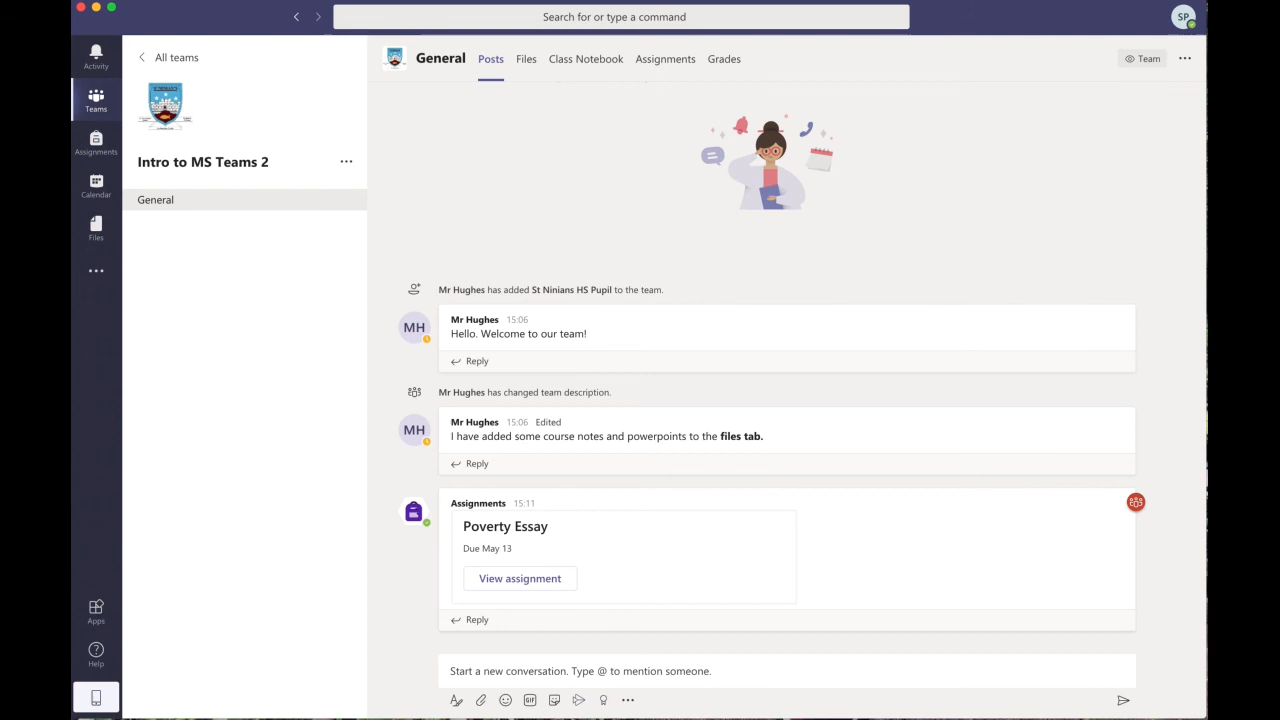 Search for or type a command
SP
Activity
Teams
Assignments
Calendar
Files
Apps
Help
All teams
Intro to MS Teams 2
General
General Posts Files Class Notebook Assignments Grades
Team
Mr Hughes has added St Ninians HS Pupil to the team.
MH
Mr Hughes 15:06
Hello. Welcome to our team!
Reply
Mr Hughes has changed team description.
MH
Mr Hughes 15:06 Edited
I have added some course notes and powerpoints to the files tab.
Reply
Assignments 15:11
Poverty Essay
Due May 13
View assignment
Reply
Start a new conversation. Type @ to mention someone.
GIF